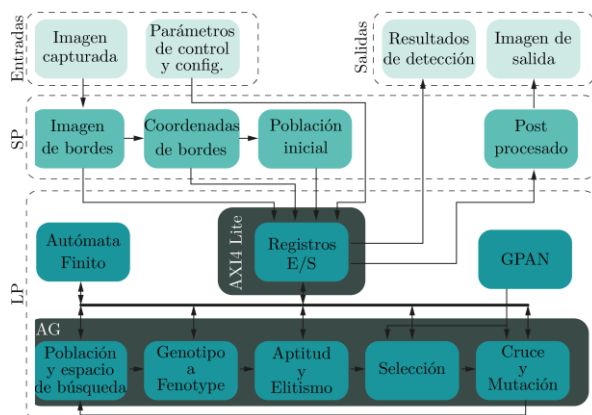 Entradas
Imagen
capturada
Parámetros
de control
y config.
Salidas
Resultados
de detección
Imagen de
salida
SP
Imagen
de bordes
Coordenadas
de bordes
Población
inicial
Post
procesado
LP
Autómata
Finito
AXI4 Lite
Registros
E/S
GPAN
AG
Población
y espacio
de búsqueda
Genotipo
a
Fenotype
Aptitud
y
Elitismo
Selección
Cruce
y
Mutación